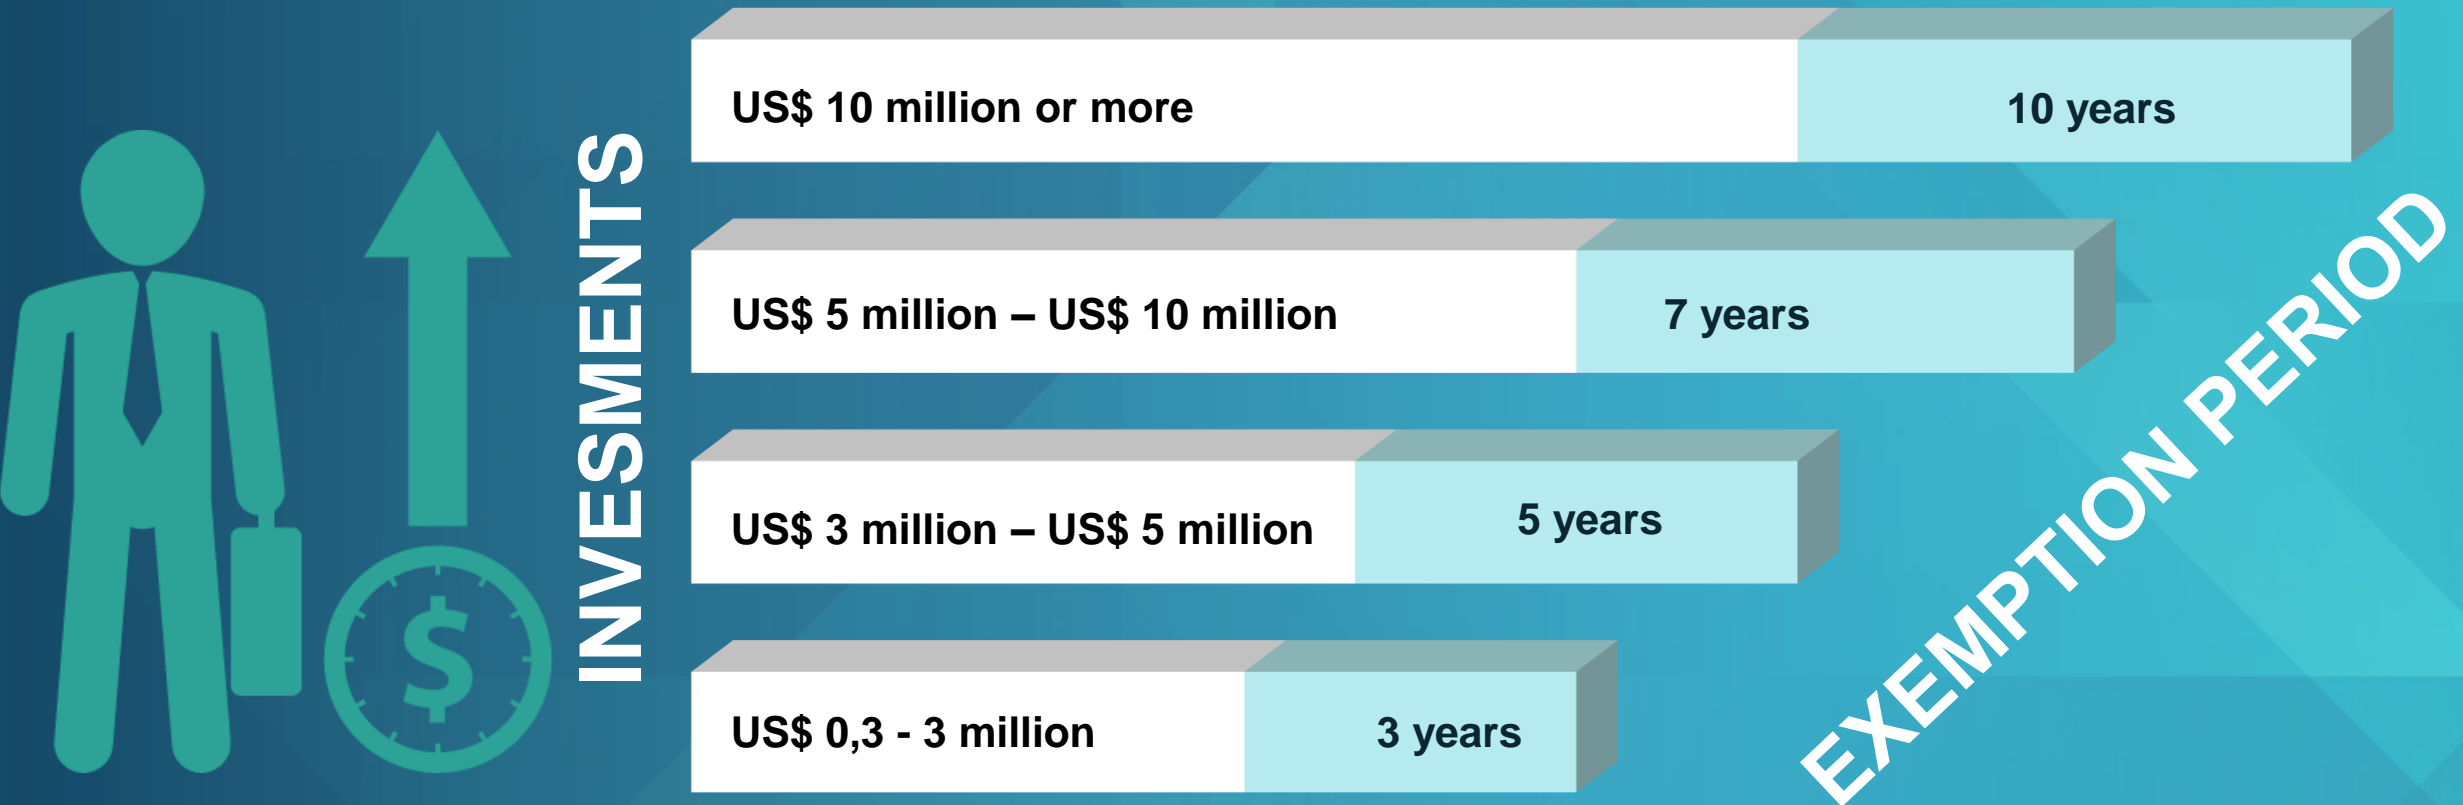 INVESMENTS
US$ 10 million or more
10 years
US$ 5 million – US$ 10 million
7 years
US$ 3 million – US$ 5 million
5 years
US$ 0,3 - 3 million
3 years
EXEMPTION PERIOD
$